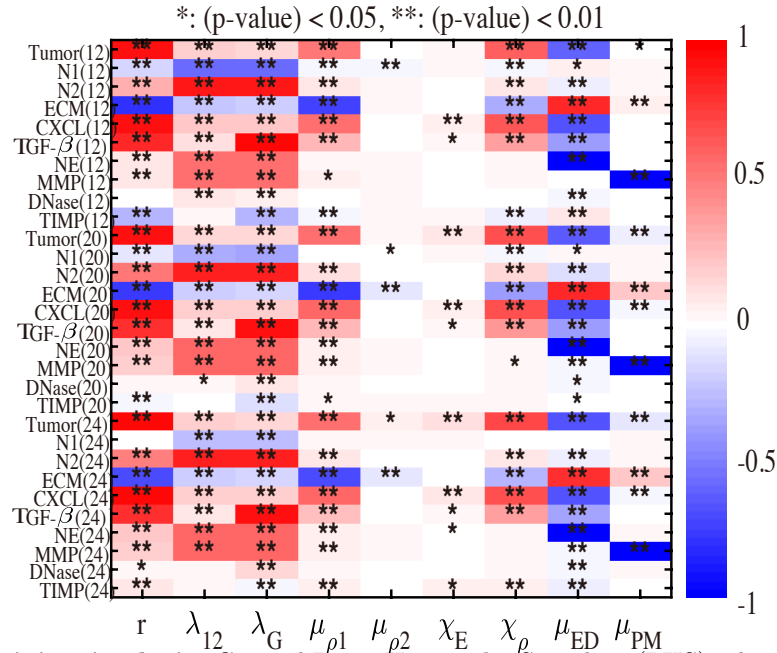 *: (p-value) < 0.05, **: (p-value) < 0.01
Tumor(12) ** ** ** ** ** ** *
N1(12) ** ** ** ** ** ** *
N2(12) ** ** ** ** ** **
ECM(12) ** ** ** ** ** ** **
CXCL(12) ** ** ** ** ** ** **
TGF-β(12) ** ** ** ** * ** **
NE(12) ** ** ** **
MMP(12) ** ** ** * **
DNase(12) ** ** **
TIMP(12) ** ** ** ** **
Tumor(20) ** ** ** ** ** ** ** **
N1(20) ** ** ** * ** *
N2(20) ** ** ** ** ** **
ECM(20) ** ** ** ** ** ** ** **
CXCL(20) ** ** ** ** ** ** ** **
TGF-β(20) ** ** ** ** * ** **
NE(20) ** ** ** ** **
MMP(20) ** ** ** ** * ** **
DNase(20) * ** *
TIMP(20) ** ** * *
Tumor(24) ** ** ** ** * ** ** ** **
N1(24) ** **
N2(24) ** ** ** ** ** **
ECM(24) ** ** ** ** ** ** ** **
CXCL(24) ** ** ** ** ** ** ** **
TGF-β(24) ** ** ** ** * ** **
NE(24) ** ** ** ** * **
MMP(24) ** ** ** ** ** **
DNase(24) * ** **
TIMP(24) ** ** ** * ** **
r λ12 λG μρ1 μρ2 χE χρ μED μPM
1
0.5
0
-0.5
-1